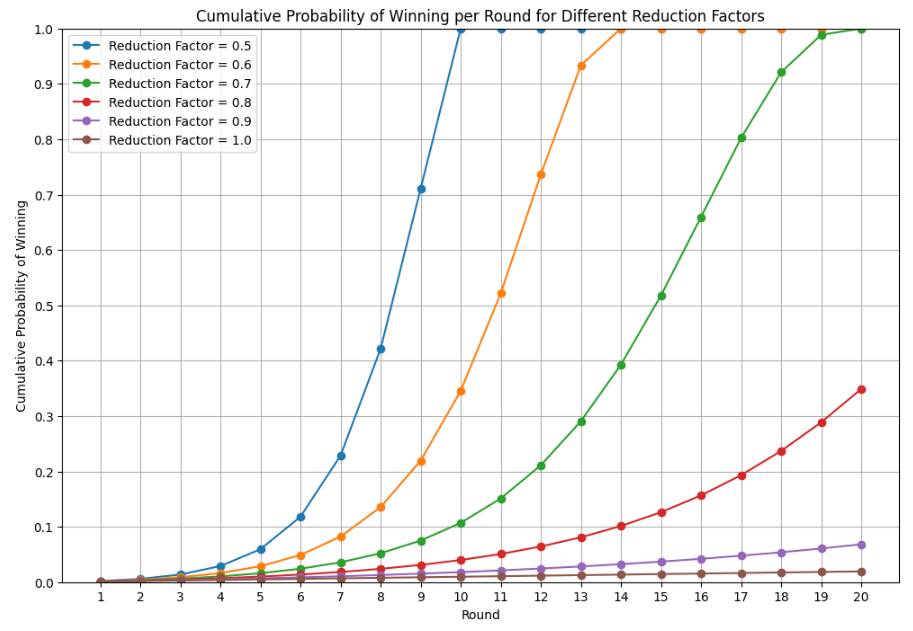 Cumulative Probability of Winning per Round for Different Reduction Factors
Cumulative Probability of Winning
1.0
0.9
0.8
0.7
0.6
0.5
0.4
0.3
0.2
0.1
0.0
Reduction Factor = 0.5
Reduction Factor = 0.6
Reduction Factor = 0.7
Reduction Factor = 0.8
Reduction Factor = 0.9
Reduction Factor = 1.0
1 2 3 4 5 6 7 8 9 10 11 12 13 14 15 16 17 18 19 20
Round